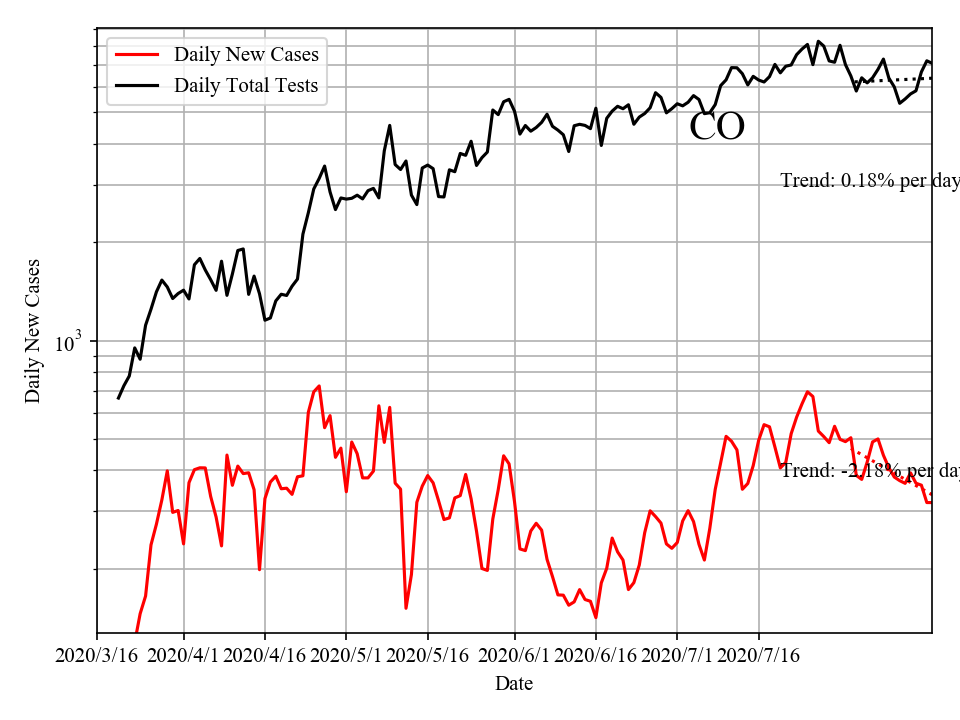 Daily New Cases
Daily Total Tests
CO
Trend: 0.18% per day
Daily New Cases
10³
Trend: -2.18% per day
2020/3/16 2020/4/1 2020/4/16 2020/5/1 2020/5/16 2020/6/1 2020/6/16 2020/7/1 2020/7/16
Date